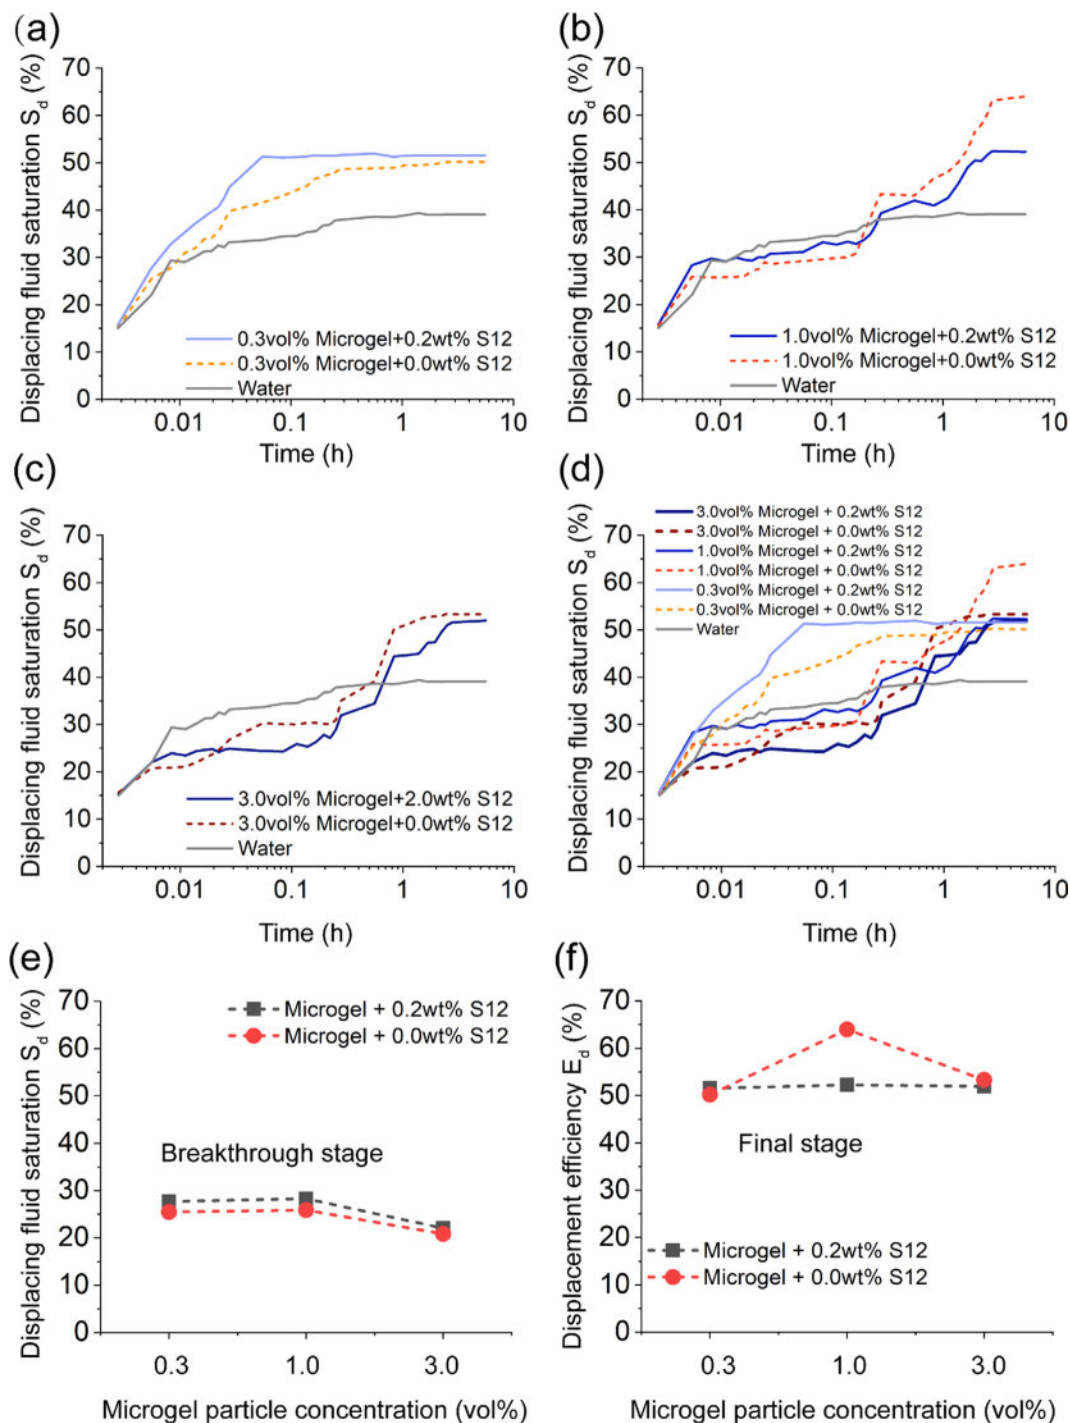 (a)
Displacing fluid saturation S_d (%)
70
60
50
40
30
20
10
0
0.3vol% Microgel+0.2wt% S12
0.3vol% Microgel+0.0wt% S12
Water
0.01
0.1
1
10
Time (h)
(b)
Displacing fluid saturation S_d (%)
70
60
50
40
30
20
10
0
1.0vol% Microgel+0.2wt% S12
1.0vol% Microgel+0.0wt% S12
Water
0.01
0.1
1
10
Time (h)
(c)
Displacing fluid saturation S_d (%)
70
60
50
40
30
20
10
0
3.0vol% Microgel+2.0wt% S12
3.0vol% Microgel+0.0wt% S12
Water
0.01
0.1
1
10
Time (h)
(d)
Displacing fluid saturation S_d (%)
70
60
50
40
30
20
10
0
3.0vol% Microgel + 0.2wt% S12
3.0vol% Microgel + 0.0wt% S12
1.0vol% Microgel + 0.2wt% S12
1.0vol% Microgel + 0.0wt% S12
0.3vol% Microgel + 0.2wt% S12
0.3vol% Microgel + 0.0wt% S12
Water
0.01
0.1
1
10
Time (h)
(e)
Displacing fluid saturation S_d (%)
70
60
50
40
30
20
10
0
Microgel + 0.2wt% S12
Microgel + 0.0wt% S12
Breakthrough stage
0.3
1.0
3.0
Microgel particle concentration (vol%)
(f)
Displacement efficiency E_d (%)
70
60
50
40
30
20
10
0
Final stage
Microgel + 0.2wt% S12
Microgel + 0.0wt% S12
0.3
1.0
3.0
Microgel particle concentration (vol%)